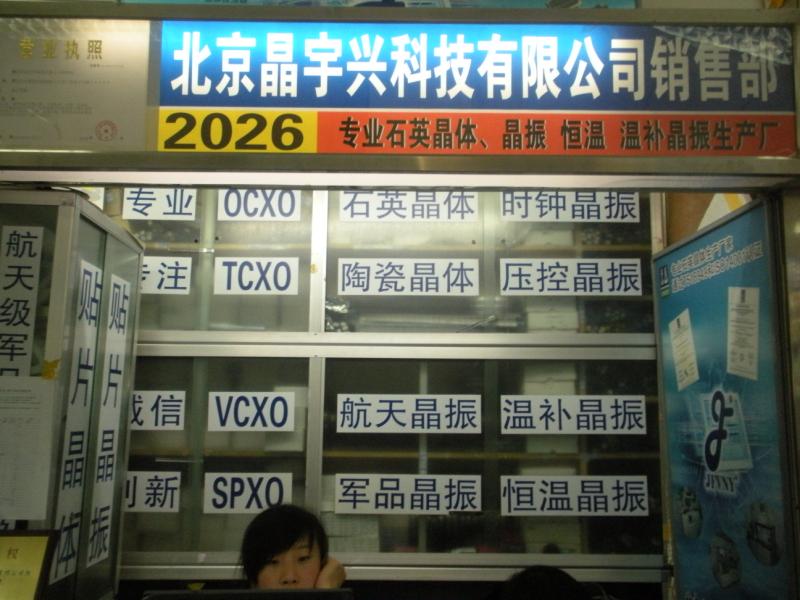 营业执照
北京晶宇兴科技有限公司销售部
2026 专业石英晶体、晶振 恒温 温补晶振生产厂
专业 OCXO 石英晶体 时钟晶振
专注 TCXO 陶瓷晶体 压控晶振
诚信 VCXO 航天晶振 温补晶振
创新 SPXO 军品晶振 恒温晶振
航天级军品
贴片晶体
贴片晶振
JYNNY
权